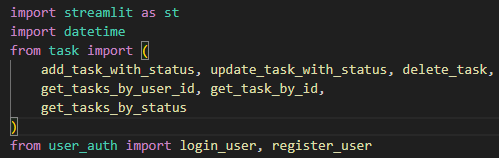 import streamlit as st
import datetime
from task import (
    add_task_with_status, update_task_with_status, delete_task,
    get_tasks_by_user_id, get_task_by_id,
    get_tasks_by_status
)
from user_auth import login_user, register_user